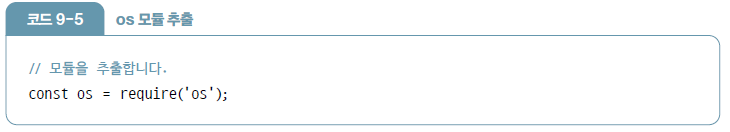 코드 9-5 os 모듈 추출
// 모듈을 추출합니다.
const os = require('os');